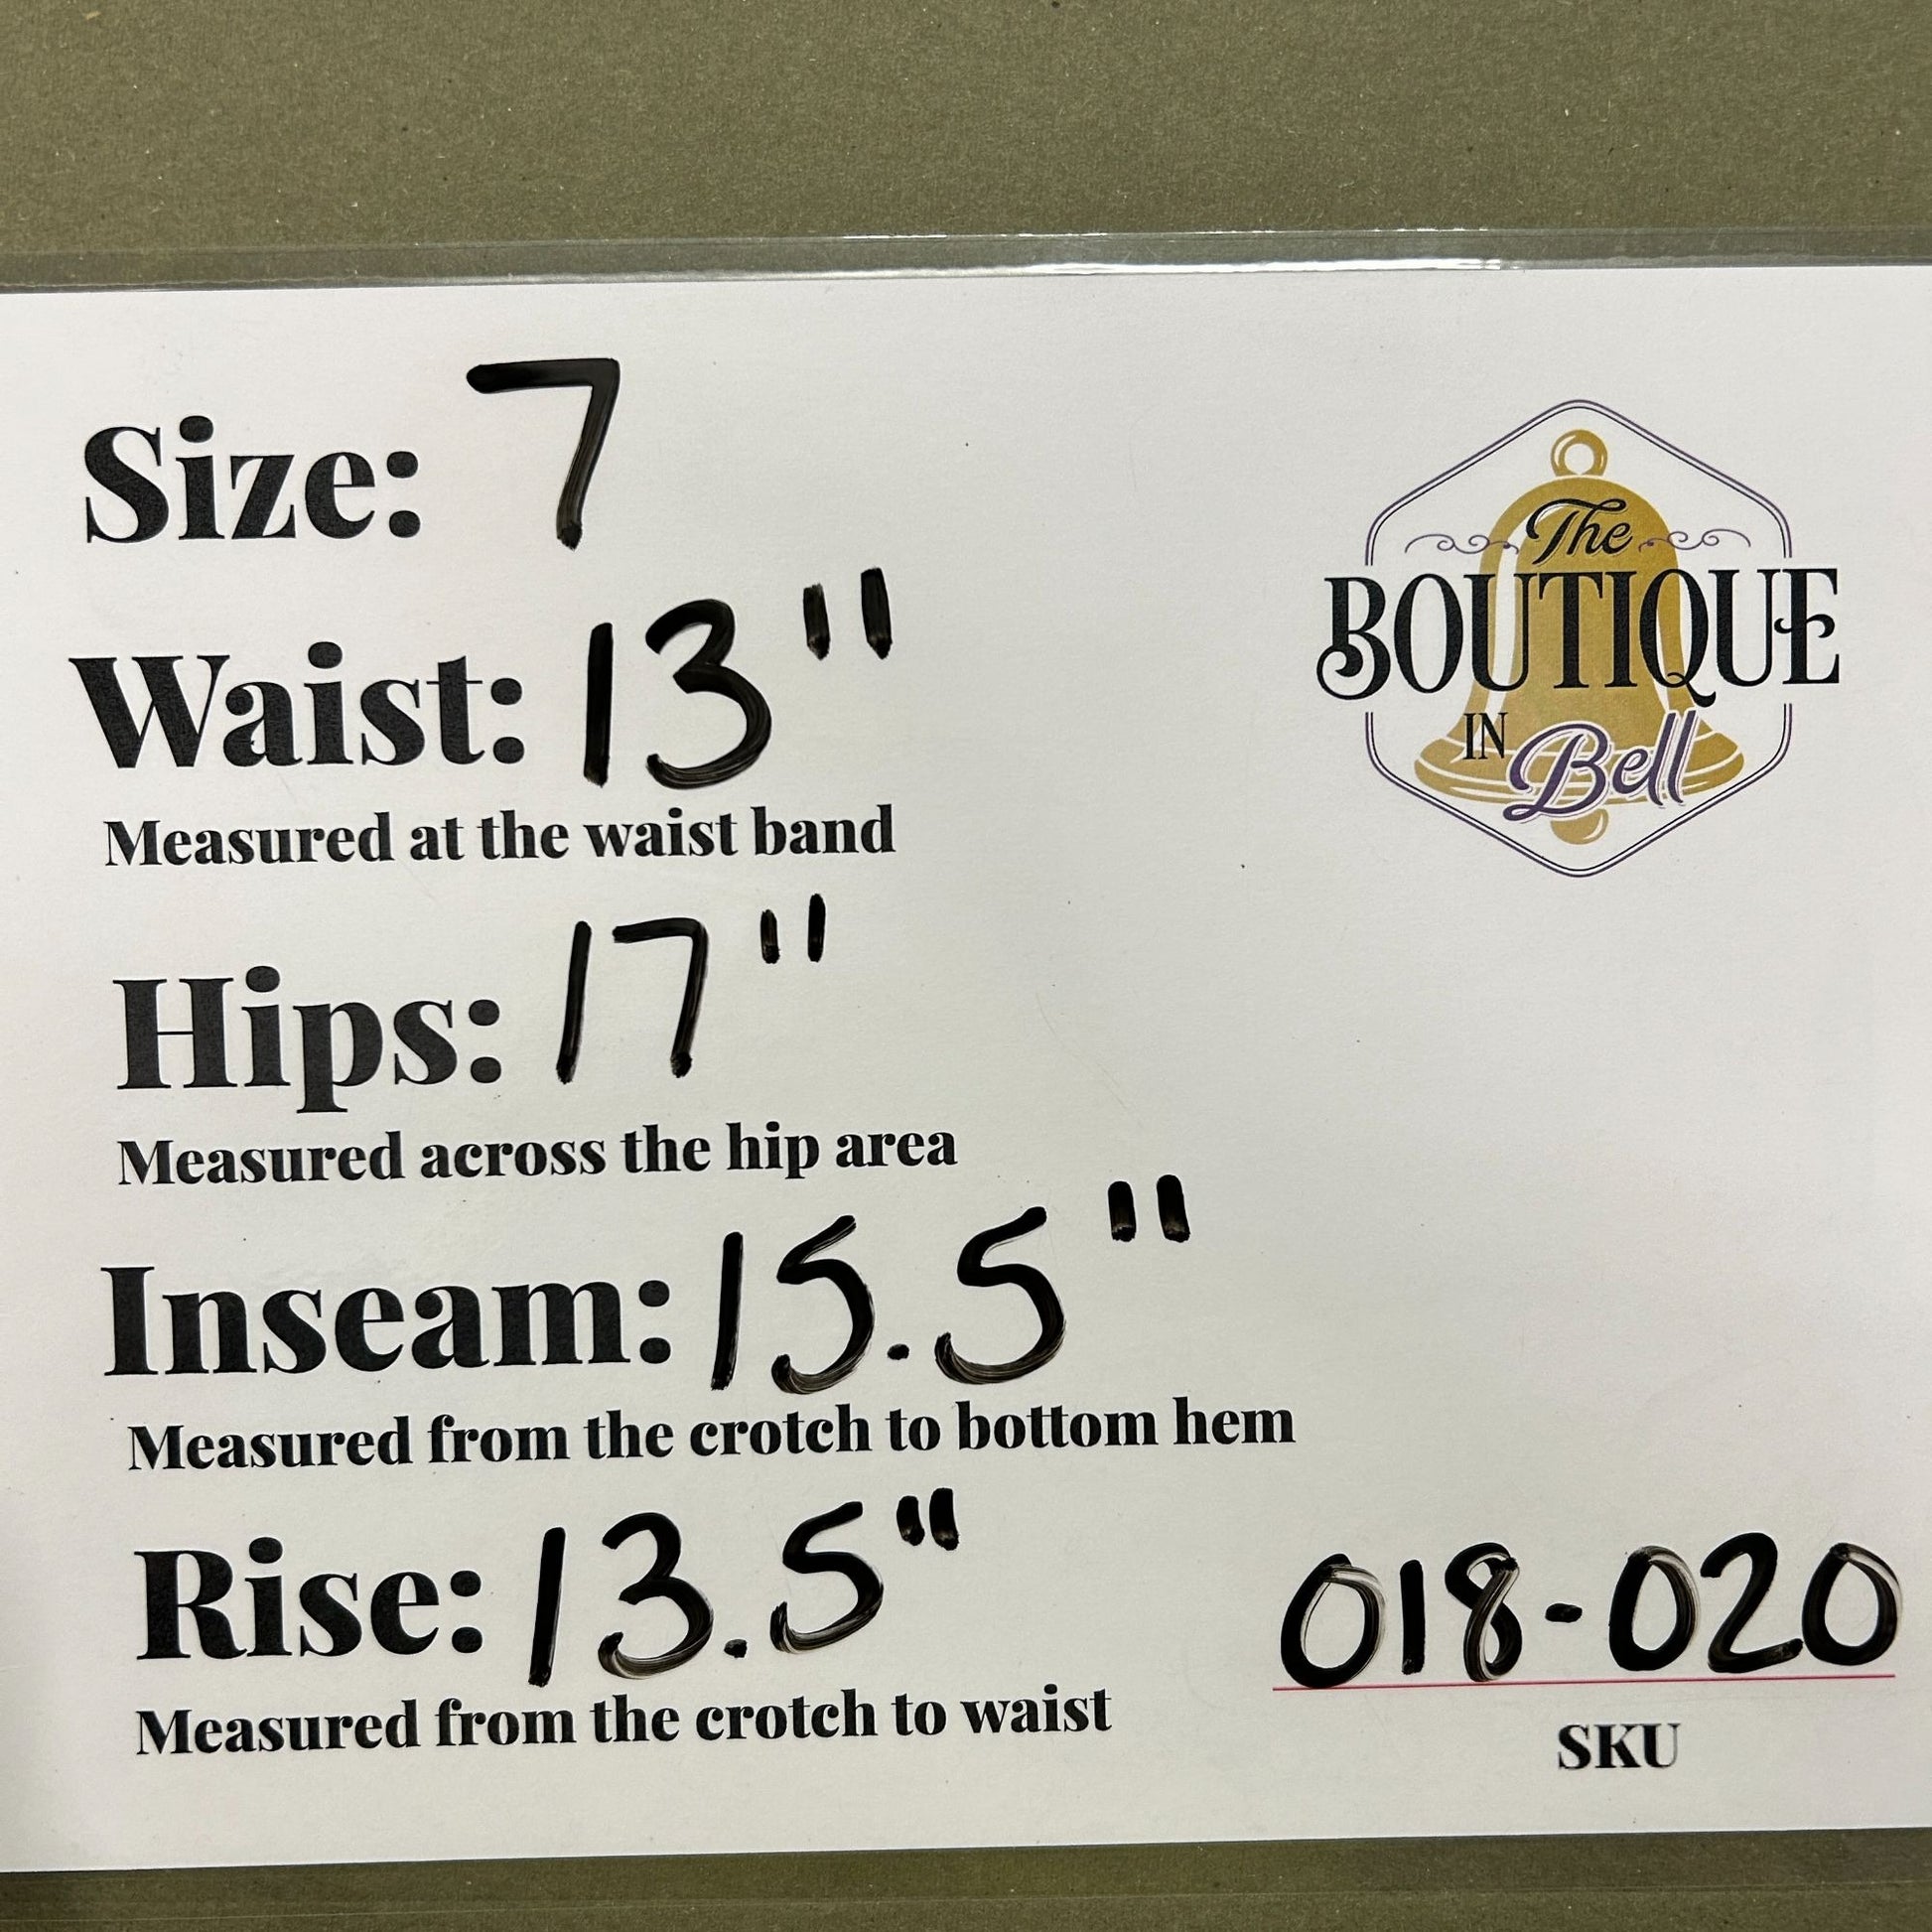 Size: 7
The
BOUTIQUE
IN Bell
Waist: 13"
Measured at the waist band
Hips: 17"
Measured across the hip area
Inseam: 15.5"
Measured from the crotch to bottom hem
Rise: 13.5"
Measured from the crotch to waist
018-020
SKU